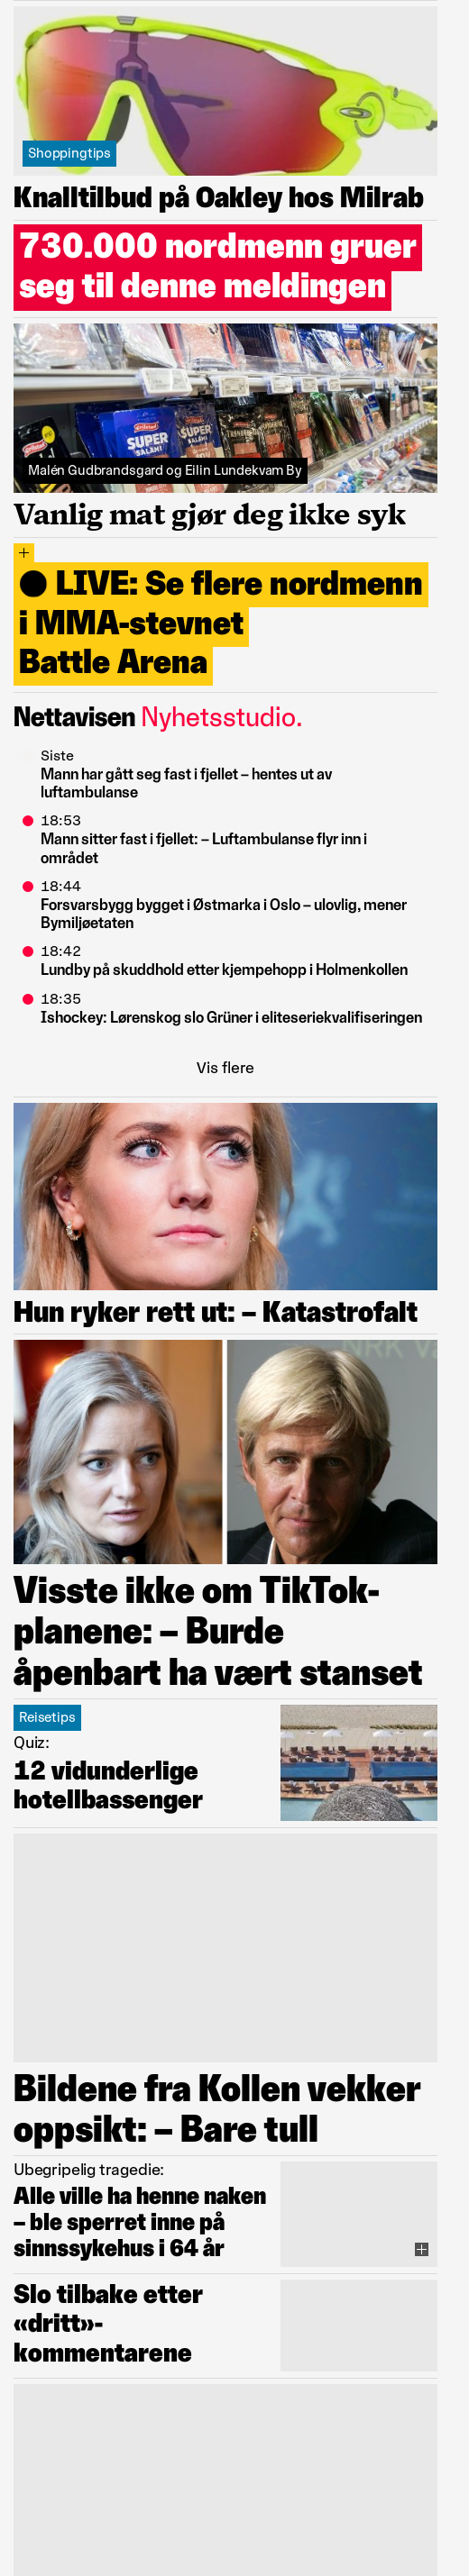 Shoppingtips
Knalltilbud på Oakley hos Milrab
730.000 nordmenn gruer
seg til denne meldingen
Grilstad
SUPER
SALAMI
SUPER
SALAMI
Malén Gudbrandsgard og Eilin Lundekvam By
Vanlig mat gjør deg ikke syk
+
● LIVE: Se flere nordmenn
i MMA-stevnet
Battle Arena
Nettavisen Nyhetsstudio.
Siste
Mann har gått seg fast i fjellet – hentes ut av
luftambulanse
18:53
Mann sitter fast i fjellet: – Luftambulanse flyr inn i
området
18:44
Forsvarsbygg bygget i Østmarka i Oslo – ulovlig, mener
Bymiljøetaten
18:42
Lundby på skuddhold etter kjempehopp i Holmenkollen
18:35
Ishockey: Lørenskog slo Grüner i eliteseriekvalifiseringen
Vis flere
Hun ryker rett ut: – Katastrofalt
NRK
Visste ikke om TikTok-
planene: – Burde
åpenbart ha vært stanset
Reisetips
Quiz:
12 vidunderlige
hotellbassenger
Bildene fra Kollen vekker
oppsikt: – Bare tull
Ubegripelig tragedie:
Alle ville ha henne naken
– ble sperret inne på
sinnssykehus i 64 år
+
Slo tilbake etter
«dritt»-
kommentarene